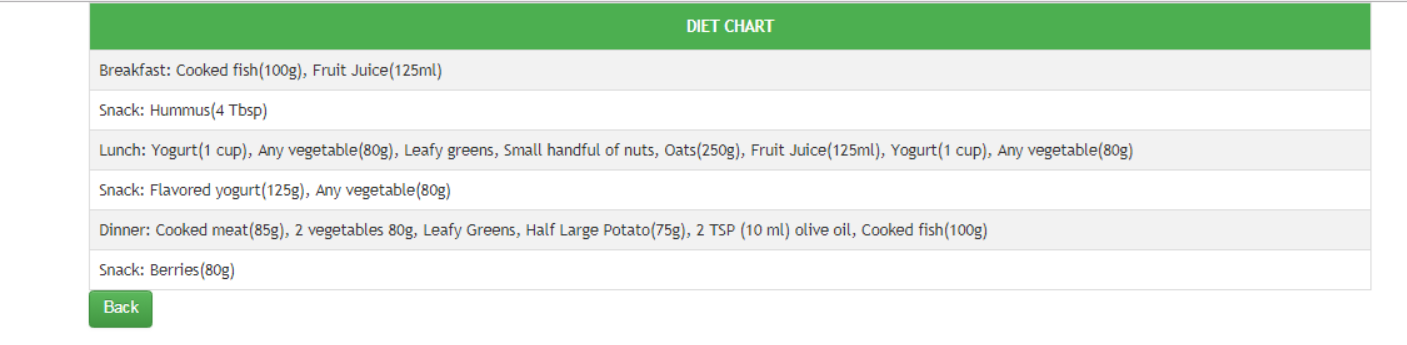 DIET CHART
Breakfast: Cooked fish(100g), Fruit Juice(125ml)
Snack: Hummus(4 Tbsp)
Lunch: Yogurt(1 cup), Any vegetable(80g), Leafy greens, Small handful of nuts, Oats(250g), Fruit Juice(125ml), Yogurt(1 cup), Any vegetable(80g)
Snack: Flavored yogurt(125g), Any vegetable(80g)
Dinner: Cooked meat(85g), 2 vegetables 80g, Leafy Greens, Half Large Potato(75g), 2 TSP (10 ml) olive oil, Cooked fish(100g)
Snack: Berries(80g)
Back